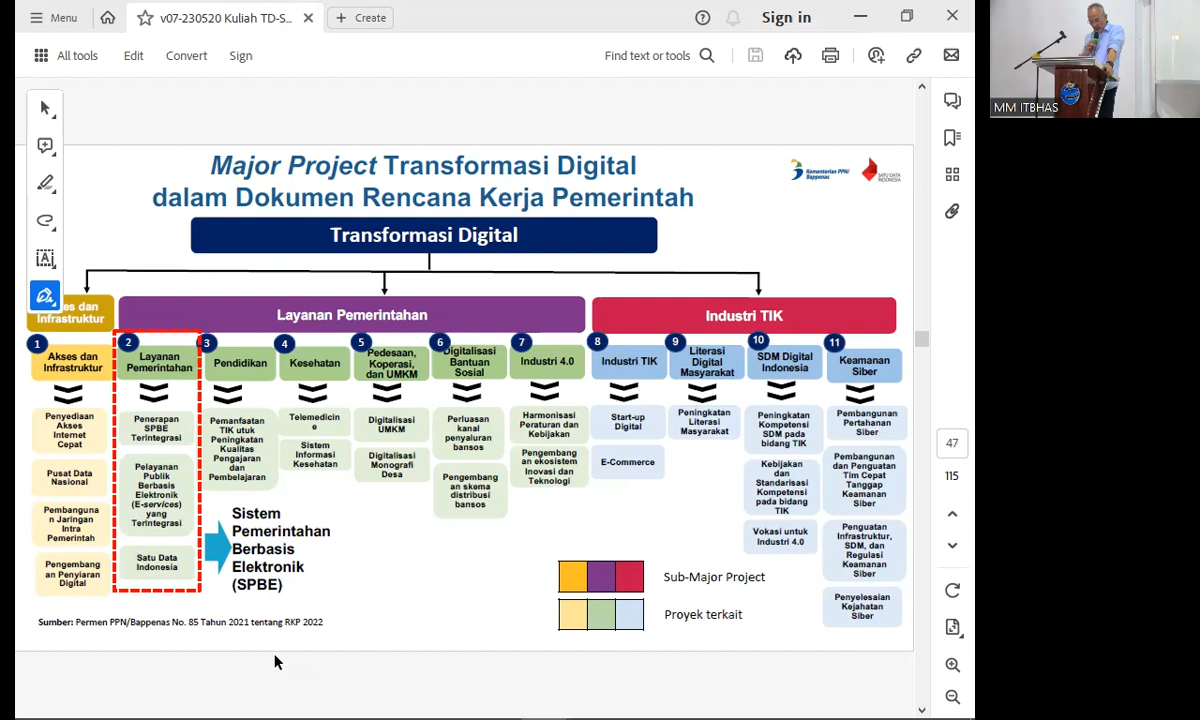 Menu
v07-230520 Kuliah TD-S...
Create
Sign in
All tools
Edit
Convert
Sign
Find text or tools
MM ITBHAS
Major Project Transformasi Digital
dalam Dokumen Rencana Kerja Pemerintah
Kementerian PPN/
Bappenas
SATU DATA
INDONESIA
Transformasi Digital
es dan
Infrastruktur
Layanan Pemerintahan
Industri TIK
1
Akses dan
Infrastruktur
Penyediaan
Akses
Internet
Cepat
Pusat Data
Nasional
Pembanguna
n Jaringan
Intra
Pemerintah
Pengembang
an Penyiaran
Digital
2
Layanan
Pemerintahan
Penerapan
SPBE
Terintegrasi
Pelayanan
Publik
Berbasis
Elektronik
(E-services)
yang
Terintegrasi
Satu Data
Indonesia
3
Pendidikan
Pemanfaatan
TIK utuk
Peningkatan
Kualitas
Pengajaran
dan
Pembelajaran
4
Kesehatan
Telemedicin
e
Sistem
Informasi
Kesehatan
5
Pedesaan,
Koperasi,
dan UMKM
Digitalisasi
UMKM
Digitalisasi
Monografi
Desa
6
Digitalisasi
Bantuan
Sosial
Perluasan
kanal
penyaluran
bansos
Pengembang
an skema
distribusi
bansos
7
Industri 4.0
Harmonisasi
Peraturan dan
Kebijakan
Pengembang
an ekosistem
Inovasi dan
Teknologi
8
Industri TIK
Start-up
Digital
E-Commerce
9
Literasi
Digital
Masyarakat
Peningkatan
Literasi
Masyarakat
10
SDM Digital
Indonesia
Peningkatan
Kompetensi
SDM pada
bidang TIK
Kebijakan
dan
Standarisasi
Kompetensi
pada bidang
TIK
Vokasi untuk
Industri 4.0
11
Keamanan
Siber
Pembangunan
Pertahanan
Siber
Pembangunan
dan Penguatan
Tim Cepat
Tanggap
Keamanan
Siber
Penguatan
Infrastruktur,
SDM, dan
Regulasi
Keamanan
Siber
Penyelesaian
Kejahatan
Siber
Sistem
Pemerintahan
Berbasis
Elektronik
(SPBE)
Sub-Major Project
Proyek terkait
Sumber: Permen PPN/Bappenas No. 85 Tahun 2021 tentang RKP 2022
47
115